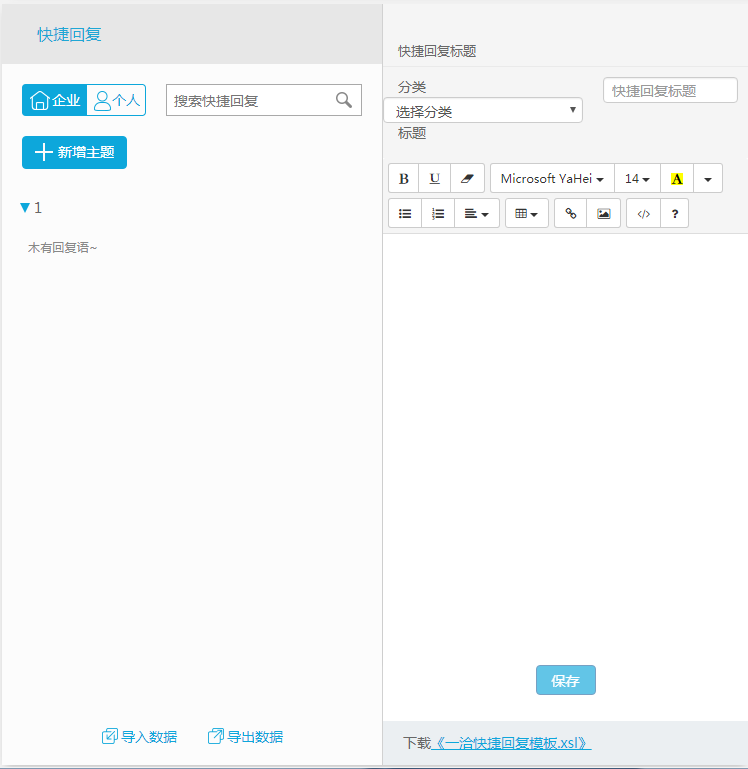 快捷回复
企业 个人 搜索快捷回复
新增主题
▼ 1
木有回复语~
导入数据 导出数据
快捷回复标题
分类 快捷回复标题
选择分类
标题
B U Microsoft YaHei 14 A
</> ?
保存
下载《一洽快捷回复模板.xsl》